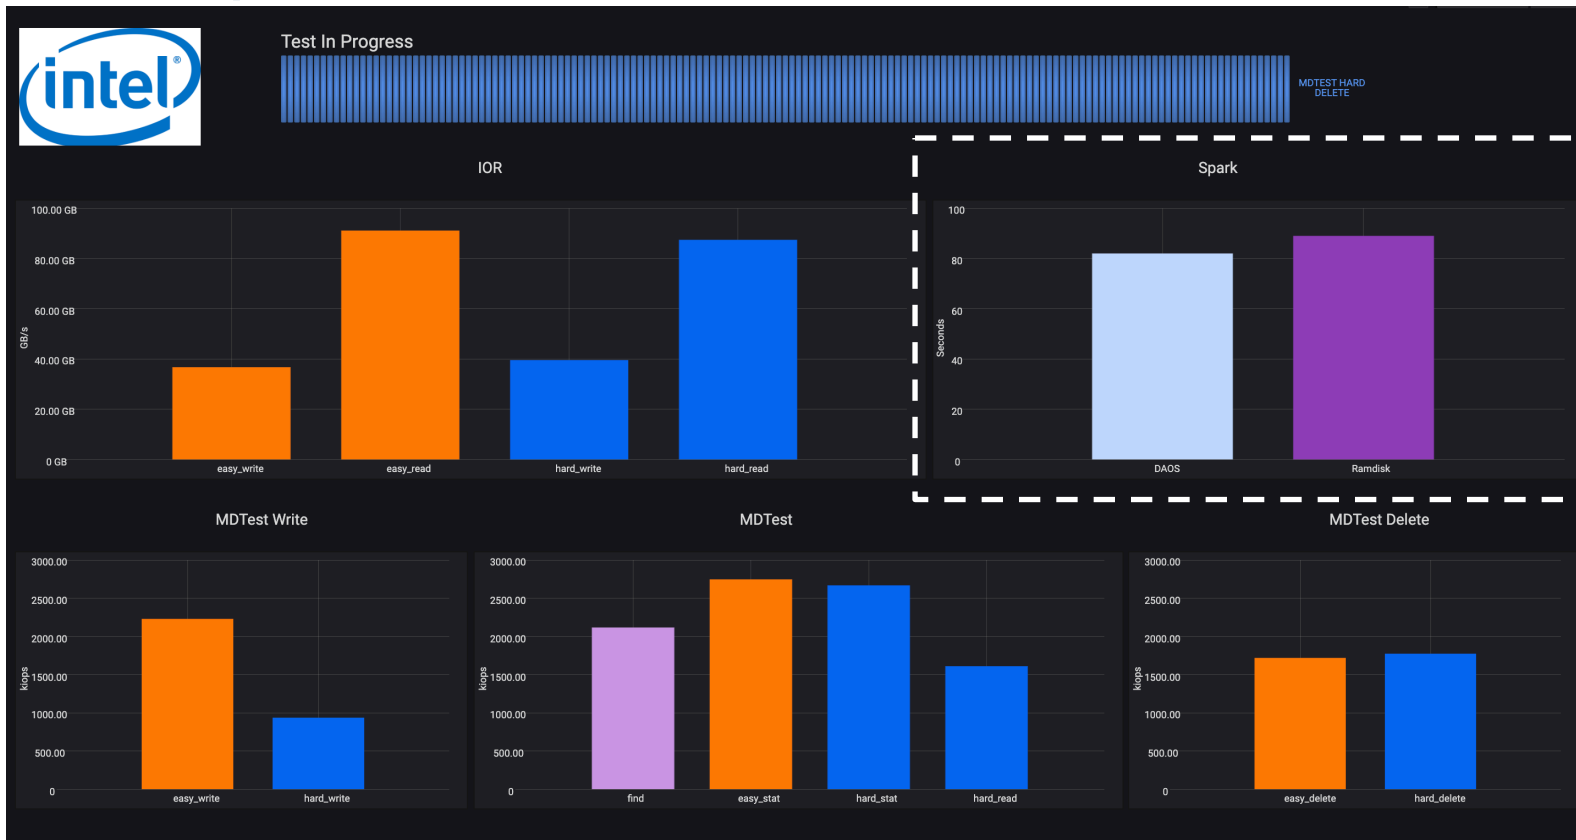 intel®
Test In Progress
MDTEST HARD
DELETE
IOR
100.00 GB
80.00 GB
60.00 GB
40.00 GB
20.00 GB
0 GB
GB/s
easy_write
easy_read
hard_write
hard_read
Spark
100
80
60
40
20
0
Seconds
DAOS
Ramdisk
MDTest Write
3000.00
2500.00
2000.00
1500.00
1000.00
500.00
0
kiops
easy_write
hard_write
MDTest
3000.00
2500.00
2000.00
1500.00
1000.00
500.00
0
kiops
find
easy_stat
hard_stat
hard_read
MDTest Delete
3000.00
2500.00
2000.00
1500.00
1000.00
500.00
0
kiops
easy_delete
hard_delete